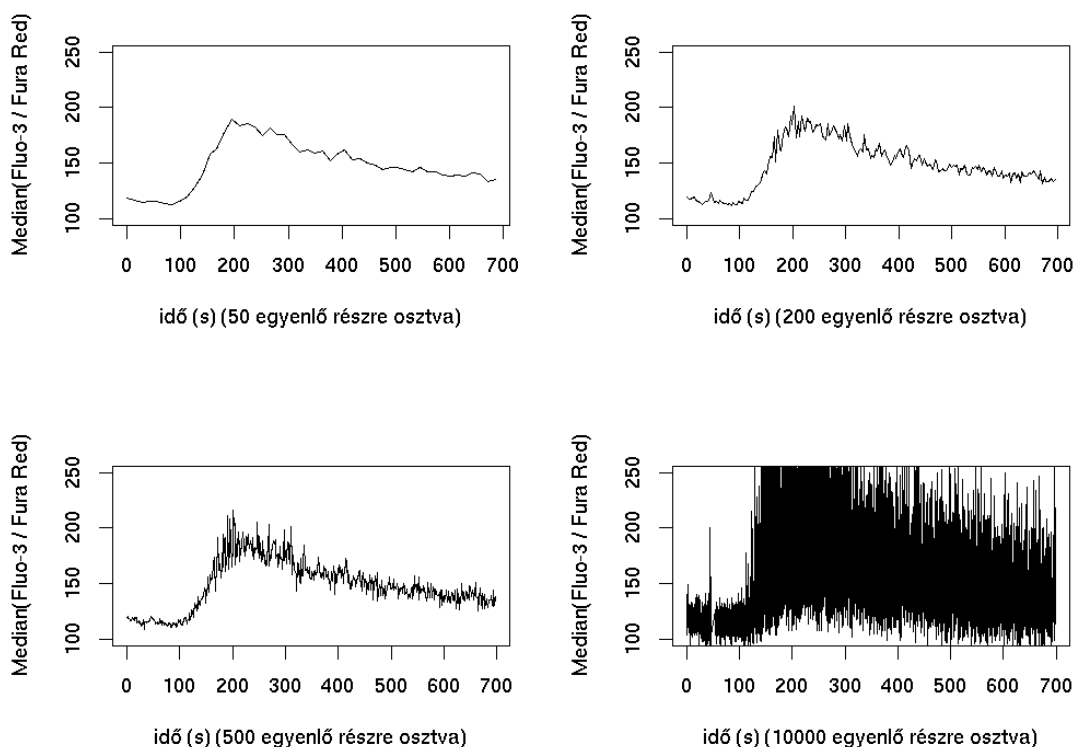 Median(Fluo-3 / Fura Red)
250
200
150
100
0 100 200 300 400 500 600 700
idő (s) (50 egyenlő részre osztva)
Median(Fluo-3 / Fura Red)
250
200
150
100
0 100 200 300 400 500 600 700
idő (s) (200 egyenlő részre osztva)
Median(Fluo-3 / Fura Red)
250
200
150
100
0 100 200 300 400 500 600 700
idő (s) (500 egyenlő részre osztva)
Median(Fluo-3 / Fura Red)
250
200
150
100
0 100 200 300 400 500 600 700
idő (s) (10000 egyenlő részre osztva)